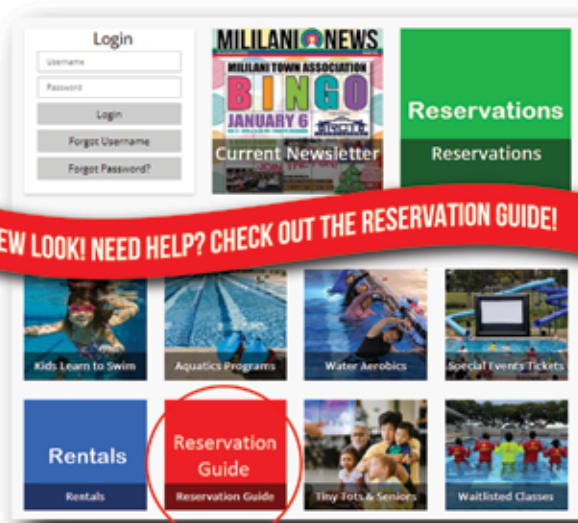 Login
Username
Password
Login
Forgot Username
Forgot Password?
MILILANI NEWS
MILILANI TOWN ASSOCIATION
BINGO
JANUARY 6
Current Newsletter
Reservations
Reservations
EW LOOK! NEED HELP? CHECK OUT THE RESERVATION GUIDE!
Kids Learn to Swim
Aquatics Programs
Water Aerobics
Special Events Tickets
Rentals
Rentals
Reservation
Guide
Reservation Guide
Tiny Tots & Seniors
Waitlisted Classes